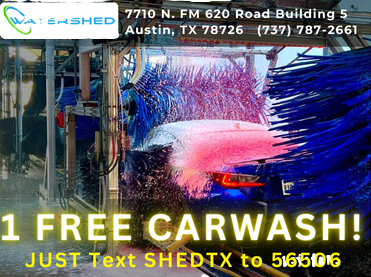 WATERSHED
7710 N. FM 620 Road Building 5
Austin, TX 78726 (737) 787-2661
1 FREE CARWASH!
JUST Text SHEDTX to